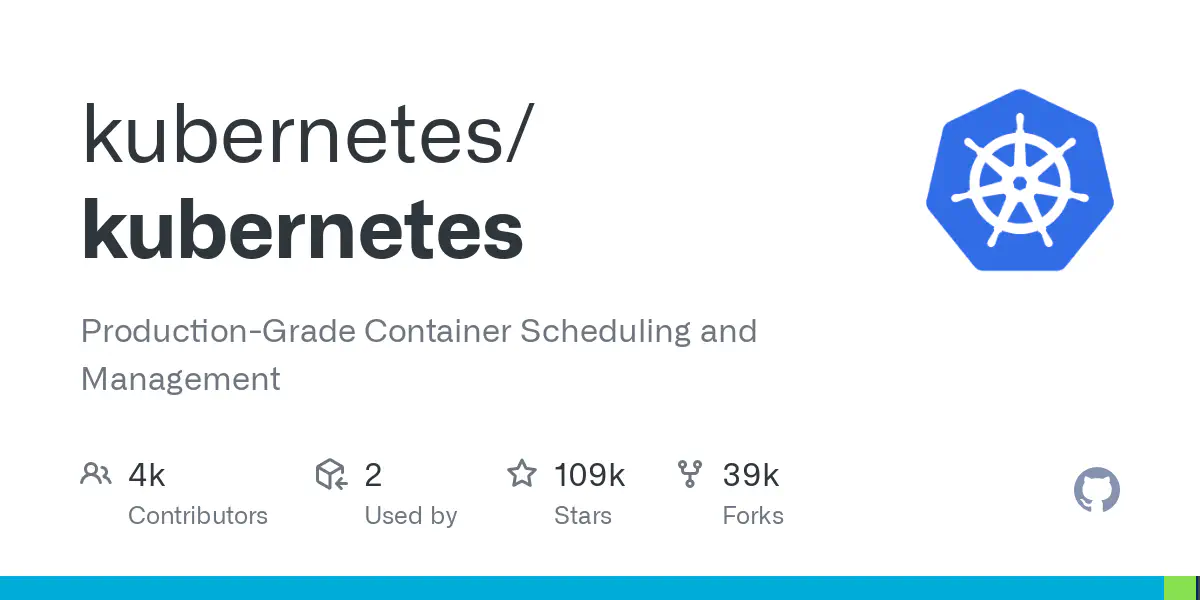 kubernetes/
kubernetes
Production-Grade Container Scheduling and
Management
4k
Contributors
2
Used by
109k
Stars
39k
Forks